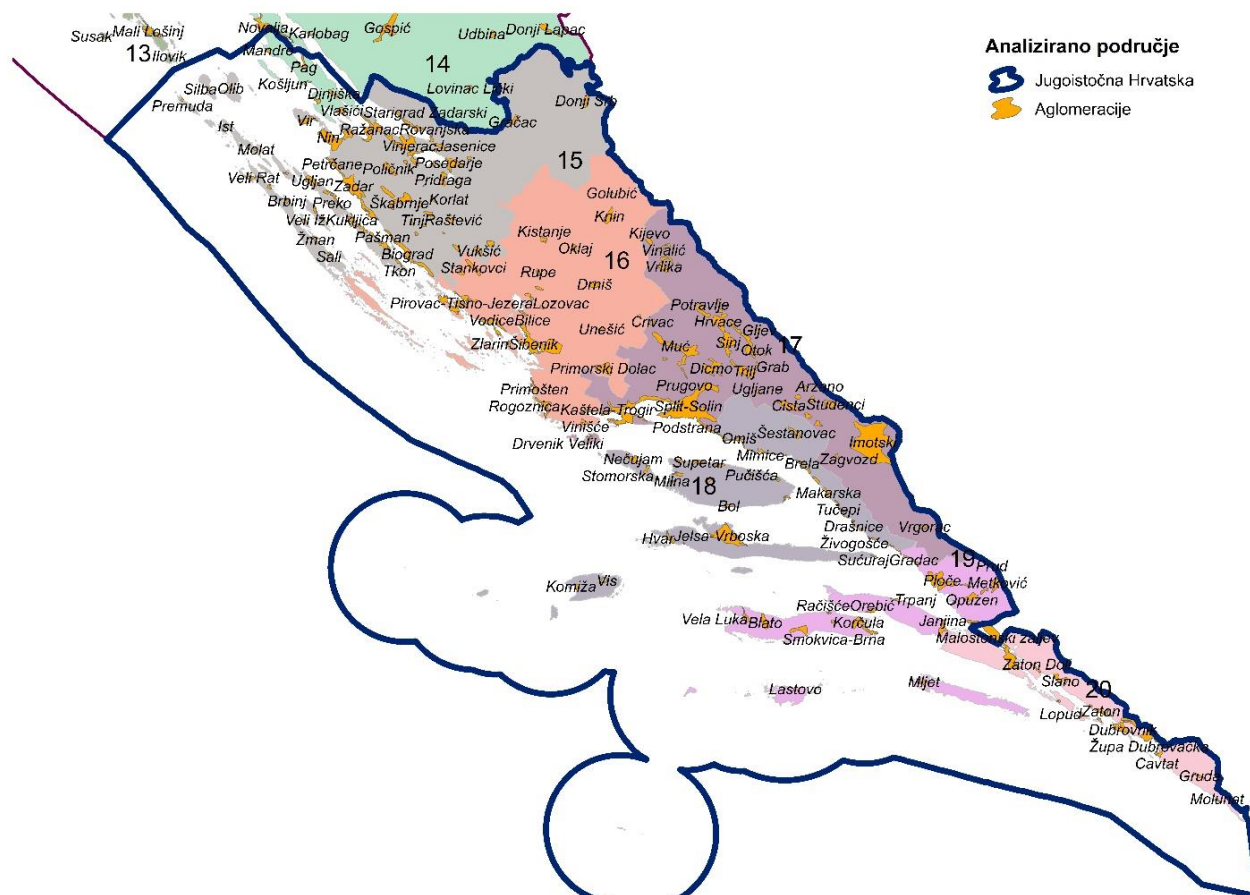 Analizirano područje
Jugoistočna Hrvatska
Aglomeracije
Susak
Mali Lošinj
Ilovik
13
Novalja
Karlobag
Gospić
Udbina
Donji Lapac
14
Mandre
Pag
Košljun
Dinjiška
Lovinac Lički
Silba
Olib
Premuda
Vlašići
Starigrad Zadarski
Donji Srb
Gračac
Ist
Vir
Nin
Ražanac
Rovanjska
Vinjerac
Jasenice
15
Molat
Petrčane
Poličnik
Posedarje
Pridraga
Veli Rat
Ugljan
Zadar
Golubić
Brbinj
Preko
Škabrnje
Korlat
Veli Iž
Kukljica
Tinj
Raštević
Knin
Žman
Pašman
Kistanje
Kijevo
Sali
Biograd
Vukšić
Oklaj
16
Vinalić
Vrlika
Tkon
Stankovci
Rupe
Drniš
Pirovac-Tisno-Jezera
Lozovac
Potravlje
Vodice
Bilice
Unešić
Crivac
Hrvace
Gljev
17
Zlarin
Šibenik
Muć
Sinj
Otok
Primorski Dolac
Dicmo
Trilj
Grab
Primošten
Prugovo
Ugljane
Aržano
Rogoznica
Kaštela-Trogir
Split-Solin
Cista
Studenci
Vinišće
Podstrana
Drvenik Veliki
Omiš
Šestanovac
Imotski
Nečujam
Supetar
Mimice
Brela
Zagvozd
Stomorska
Milna
Pučišća
18
Makarska
Bol
Tučepi
Drašnice
Vrgorac
Hvar
Jelsa-Vrboska
Živogošće
Sućuraj
Gradac
19
Prud
Komiža
Vis
Ploče
Metković
Račišće
Orebić
Trpanj
Opuzen
Vela Luka
Blato
Korčula
Janjina
Smokvica-Brna
Malostonski zaljev
Zaton Doli
Slano
Lastovo
Mljet
20
Lopud
Zaton
Dubrovnik
Župa Dubrovačka
Cavtat
Gruda
Molunat